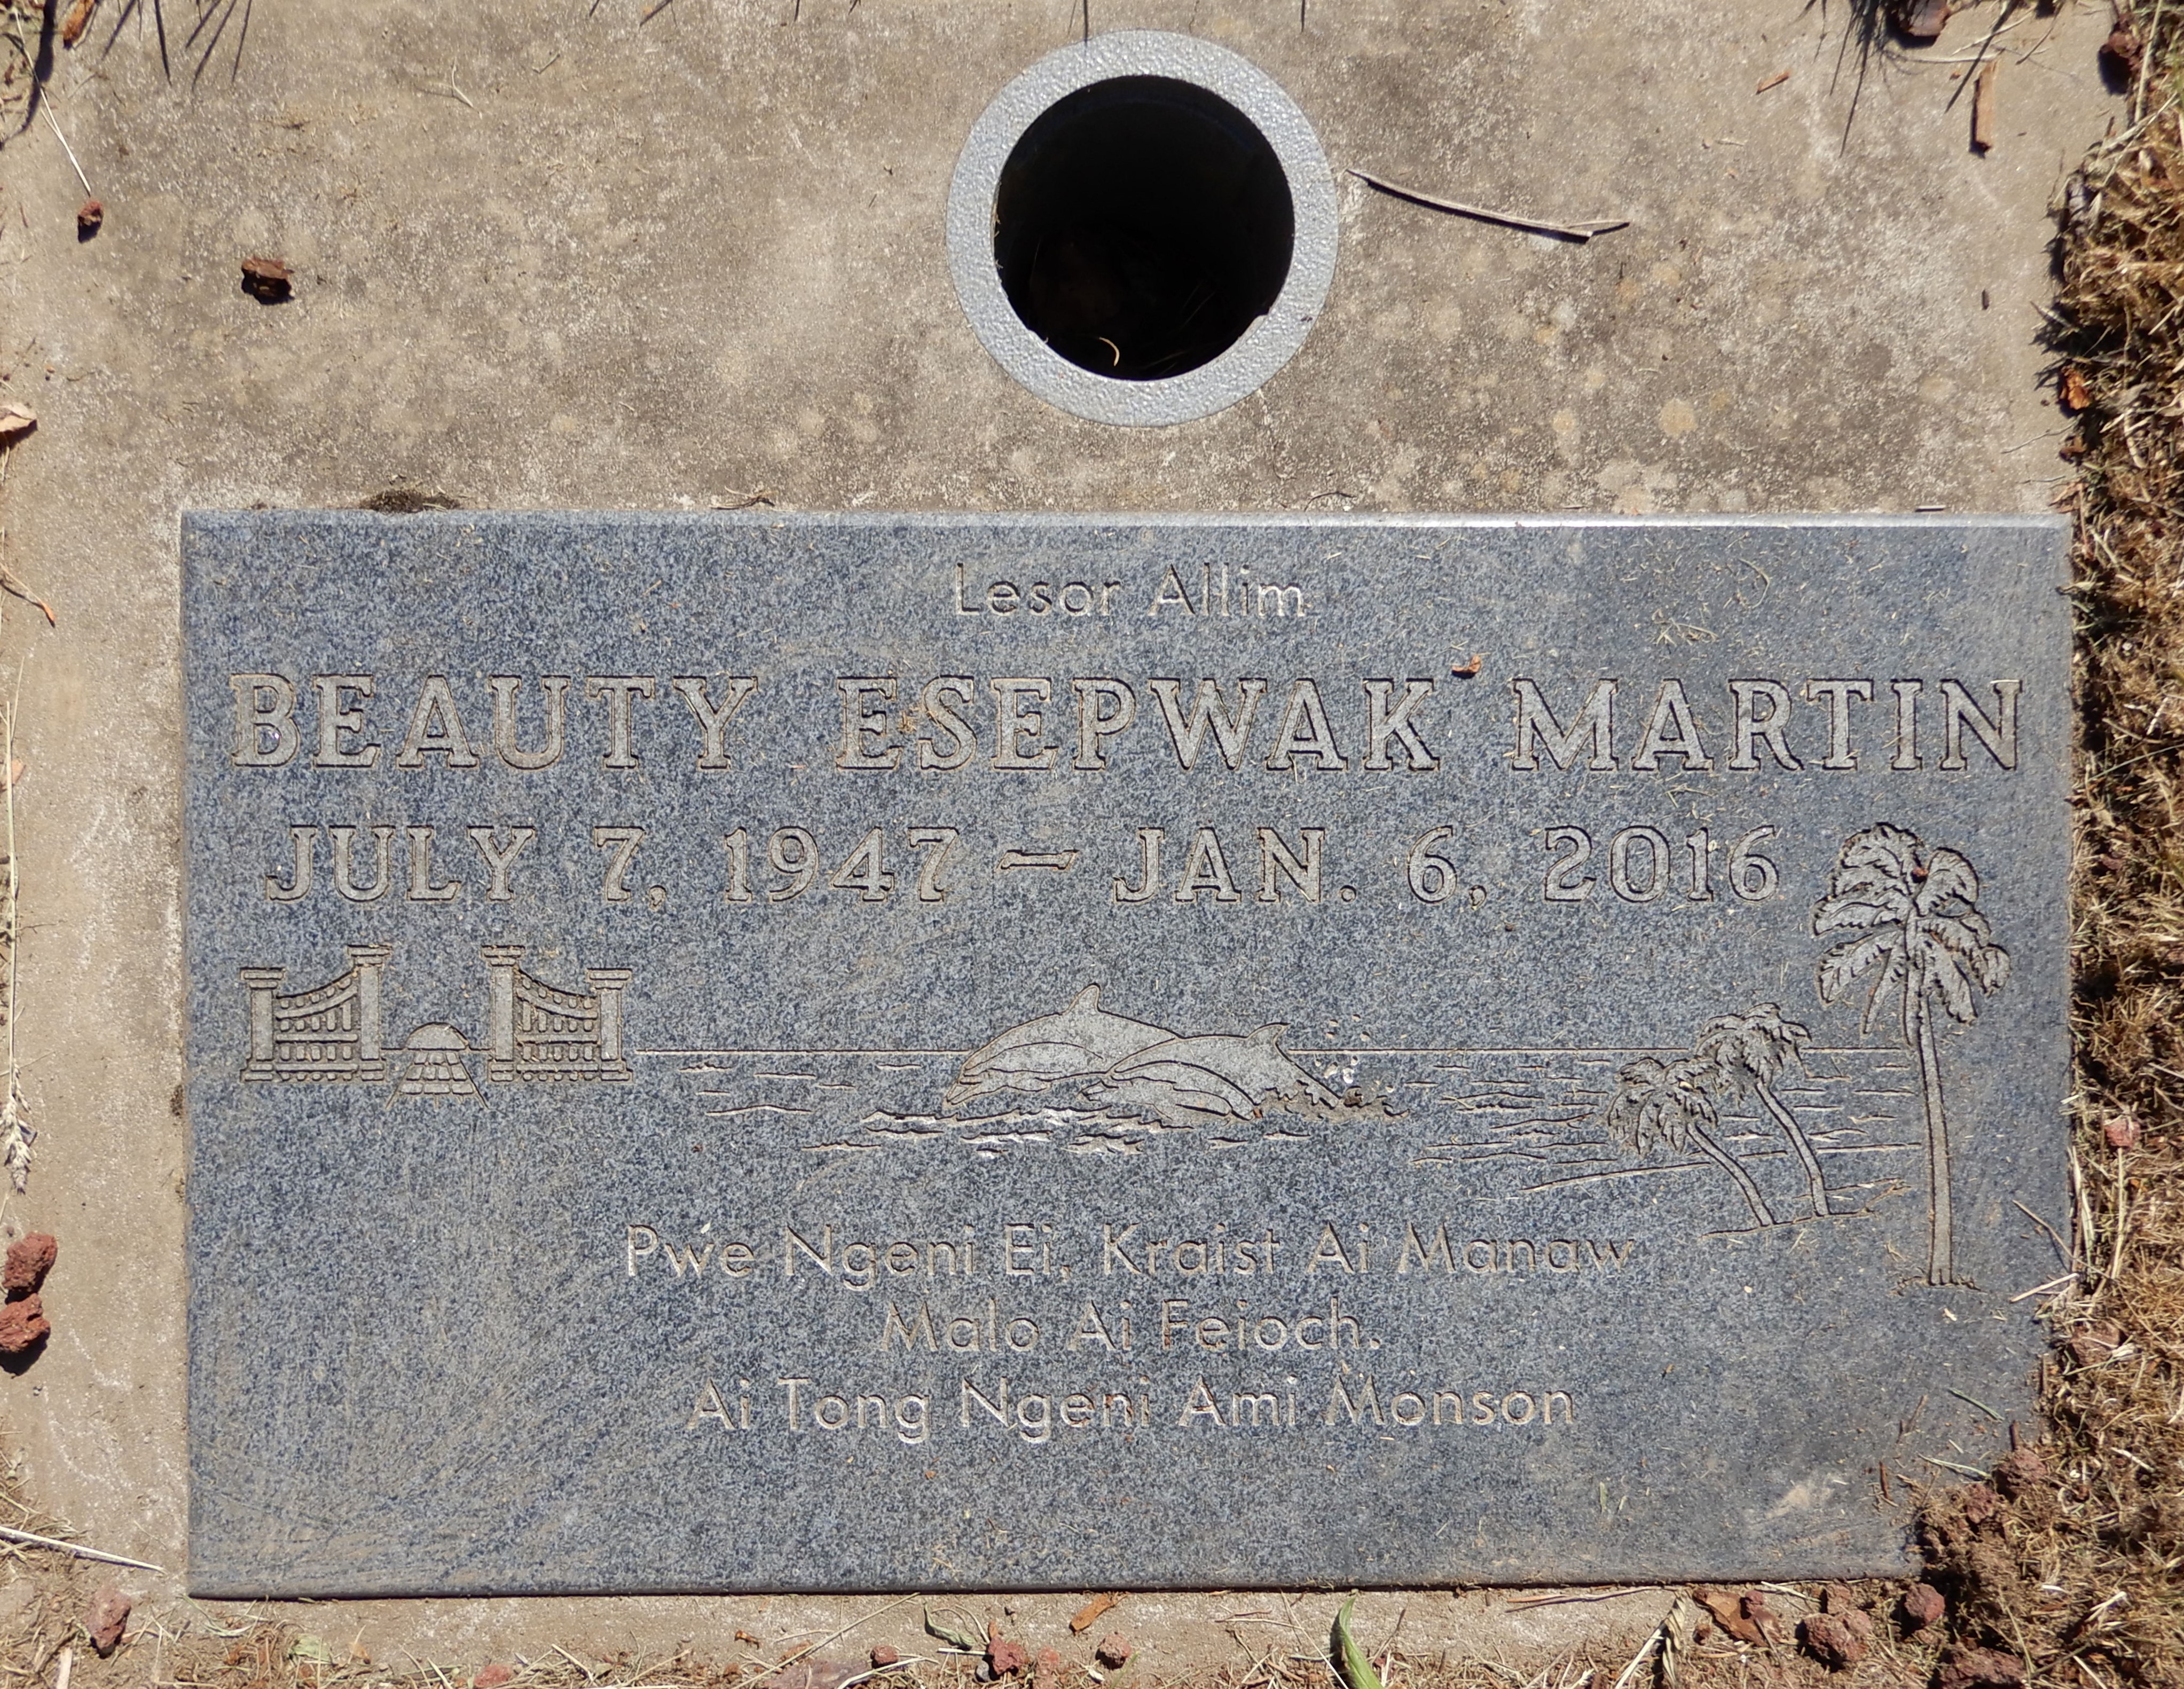 Lesor Allim
BEAUTY ESEPWAK MARTIN
JULY 7, 1947 – JAN. 6, 2016
Pwe Ngeni Ei, Kraist Ai Manaw
Malo Ai Feioch.
Ai Tong Ngeni Ami Monson